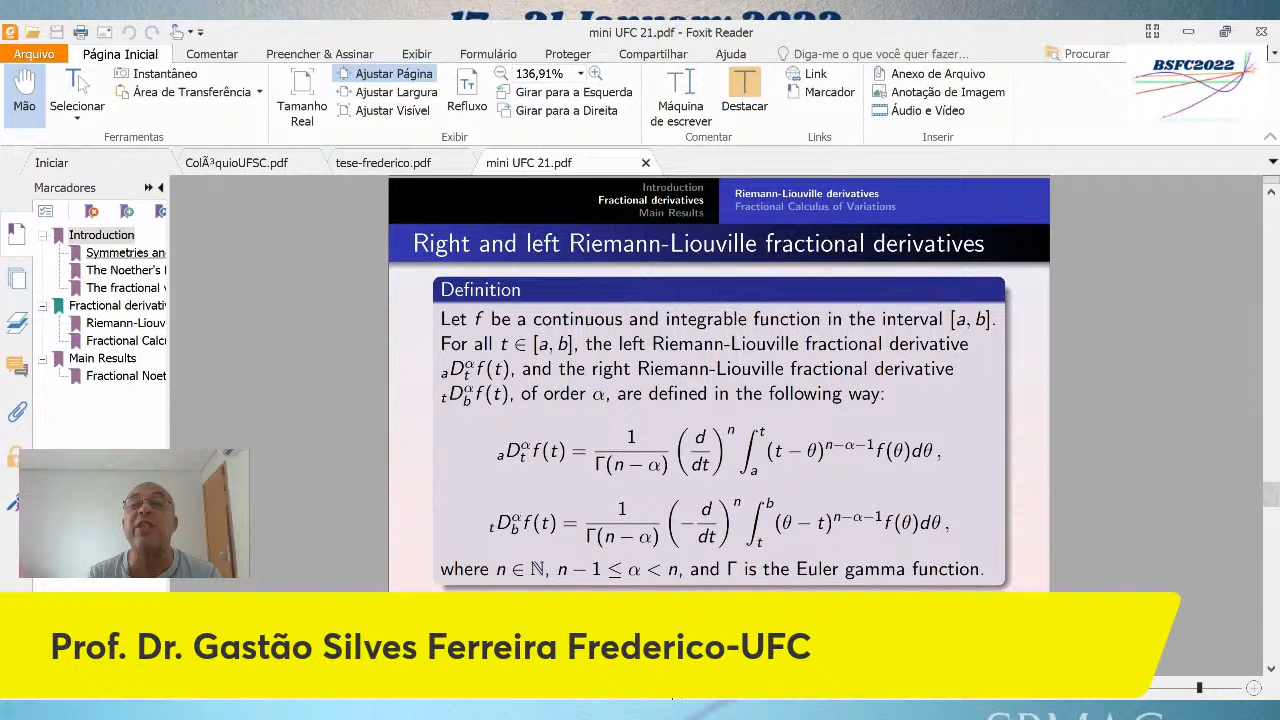 17 - 21 January 2022
mini UFC 21.pdf - Foxit Reader
Arquivo Página Inicial Comentar Preencher & Assinar Exibir Formulário Proteger Compartilhar Ajuda Diga-me o que quer fazer... Procurar
BSFC2022
Mão
Selecionar
Instantâneo
Área de Transferência
Ferramentas
Tamanho Real
Ajustar Página
Ajustar Largura
Ajustar Visível
Refluxo
136,91%
Girar para a Esquerda
Girar para a Direita
Exibir
Máquina de escrever
Destacar
Comentar
Link
Marcador
Links
Anexo de Arquivo
Anotação de Imagem
Áudio e Vídeo
Inserir
Iniciar ColÃ³quioUFSC.pdf tese-frederico.pdf mini UFC 21.pdf
Marcadores
Introduction
Symmetries an
The Noether's
The fractional v
Fractional derivati
Riemann-Liouv
Fractional Calc
Main Results
Fractional Noet
Introduction
Fractional derivatives
Main Results
Riemann-Liouville derivatives
Fractional Calculus of Variations
Right and left Riemann-Liouville fractional derivatives
Definition
Let f be a continuous and integrable function in the interval [a, b].
For all t ∈ [a, b], the left Riemann-Liouville fractional derivative
ₐDₜ^α f(t), and the right Riemann-Liouville fractional derivative
ₜD_b^α f(t), of order α, are defined in the following way:
ₐDₜ^α f(t) = 1/Γ(n − α) (d/dt)^n ∫_a^t (t − θ)^{n−α−1} f(θ)dθ ,
ₜD_b^α f(t) = 1/Γ(n − α) (−d/dt)^n ∫_t^b (θ − t)^{n−α−1} f(θ)dθ ,
where n ∈ ℕ, n − 1 ≤ α < n, and Γ is the Euler gamma function.
Prof. Dr. Gastão Silves Ferreira Frederico-UFC